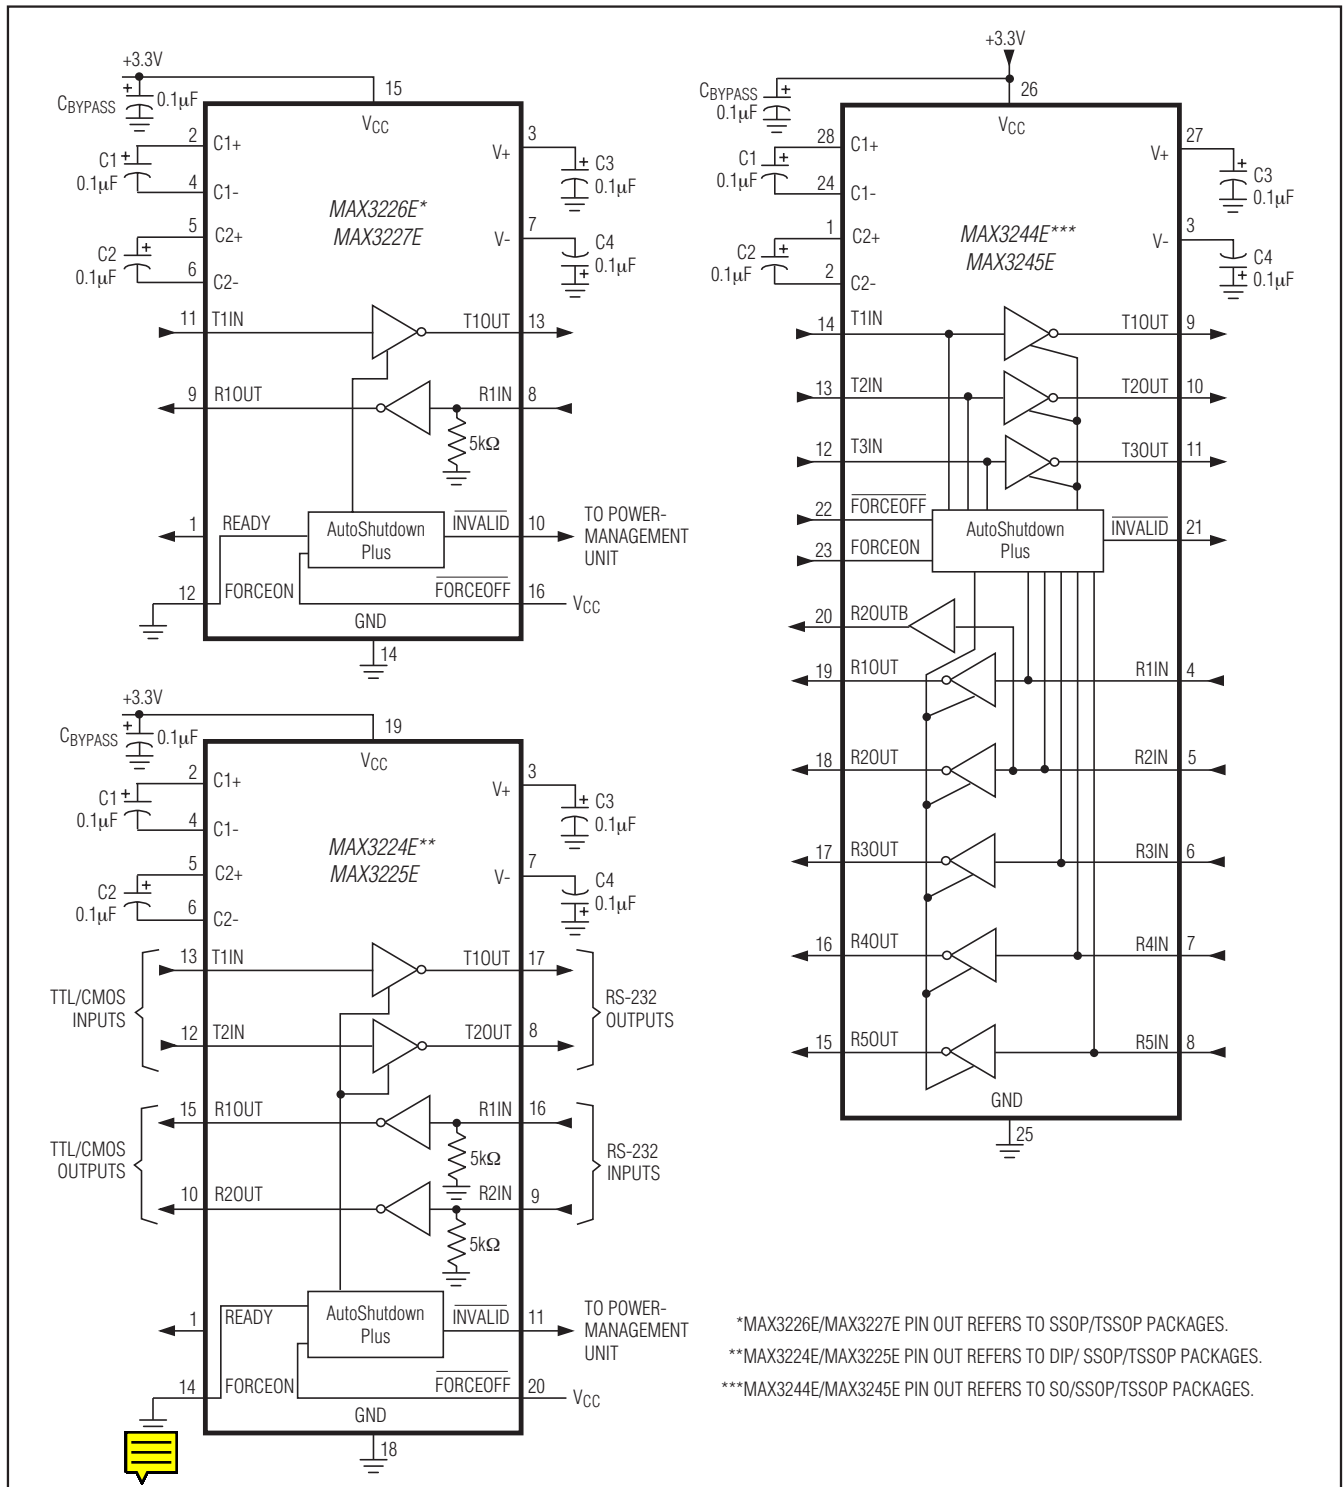 +3.3V
CBYPASS
+
0.1μF
15
VCC
2
C1+
C1
+
0.1μF
4
C1-
5
C2+
C2
+
0.1μF
6
C2-
3
V+
+
C3
0.1μF
7
V-
C4
+
0.1μF
MAX3226E*
MAX3227E
11
T1IN
T1OUT
13
9
R1OUT
R1IN
8
5kΩ
1
READY
AutoShutdown
Plus
INVALID
10
TO POWER-
MANAGEMENT
UNIT
12
FORCEON
FORCEOFF
16
VCC
GND
14
+3.3V
CBYPASS
+
0.1μF
19
VCC
2
C1+
C1
+
0.1μF
4
C1-
5
C2+
C2
+
0.1μF
6
C2-
3
V+
+
C3
0.1μF
7
V-
C4
+
0.1μF
MAX3224E**
MAX3225E
TTL/CMOS
INPUTS
13
T1IN
T1OUT
17
12
T2IN
T2OUT
8
RS-232
OUTPUTS
TTL/CMOS
OUTPUTS
15
R1OUT
R1IN
16
5kΩ
10
R2OUT
R2IN
9
5kΩ
RS-232
INPUTS
1
READY
AutoShutdown
Plus
INVALID
11
TO POWER-
MANAGEMENT
UNIT
14
FORCEON
FORCEOFF
20
VCC
GND
18
+3.3V
CBYPASS
+
0.1μF
26
VCC
28
C1+
C1
+
0.1μF
24
C1-
1
C2+
C2
+
0.1μF
2
C2-
27
V+
+
C3
0.1μF
3
V-
C4
+
0.1μF
MAX3244E***
MAX3245E
14
T1IN
T1OUT
9
13
T2IN
T2OUT
10
12
T3IN
T3OUT
11
22
FORCEOFF
23
FORCEON
AutoShutdown
Plus
INVALID
21
20
R2OUTB
19
R1OUT
R1IN
4
18
R2OUT
R2IN
5
17
R3OUT
R3IN
6
16
R4OUT
R4IN
7
15
R5OUT
R5IN
8
GND
25
*MAX3226E/MAX3227E PIN OUT REFERS TO SSOP/TSSOP PACKAGES.
**MAX3224E/MAX3225E PIN OUT REFERS TO DIP/ SSOP/TSSOP PACKAGES.
***MAX3244E/MAX3245E PIN OUT REFERS TO SO/SSOP/TSSOP PACKAGES.